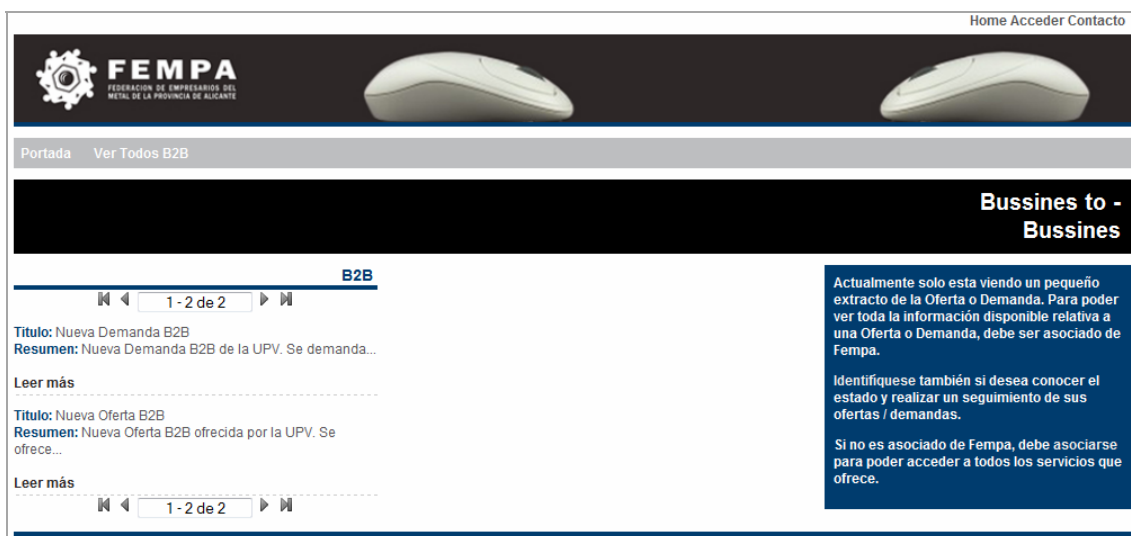 Home Acceder Contacto
FEMPA
FEDERACION DE EMPRESARIOS DEL
METAL DE LA PROVINCIA DE ALICANTE
Portada Ver Todos B2B
Bussines to -
Bussines
B2B
1 - 2 de 2
Titulo: Nueva Demanda B2B
Resumen: Nueva Demanda B2B de la UPV. Se demanda...
Leer más
Titulo: Nueva Oferta B2B
Resumen: Nueva Oferta B2B ofrecida por la UPV. Se
ofrece...
Leer más
1 - 2 de 2
Actualmente solo esta viendo un pequeño
extracto de la Oferta o Demanda. Para poder
ver toda la información disponible relativa a
una Oferta o Demanda, debe ser asociado de
Fempa.
Identifíquese también si desea conocer el
estado y realizar un seguimiento de sus
ofertas / demandas.
Si no es asociado de Fempa, debe asociarse
para poder acceder a todos los servicios que
ofrece.